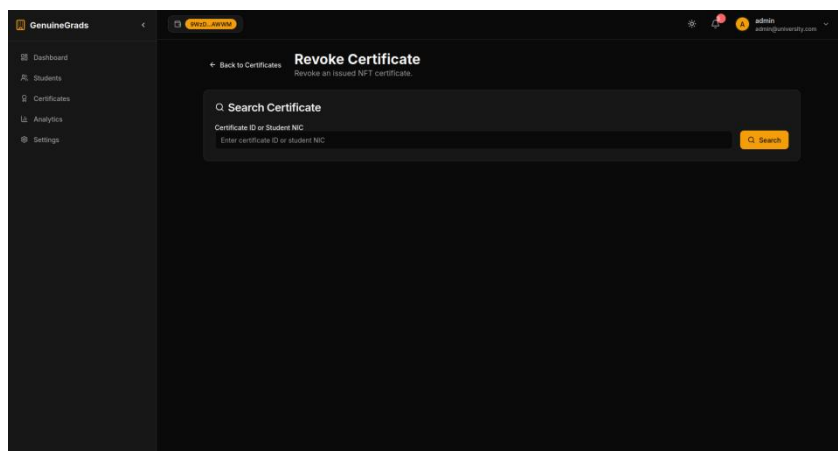 GenuineGrads
9WzD...AWWM
admin
admin@university.com
A
Dashboard
Students
Certificates
Analytics
Settings
Back to Certificates
Revoke Certificate
Revoke an issued NFT certificate.
Search Certificate
Certificate ID or Student NIC
Enter certificate ID or student NIC
Search